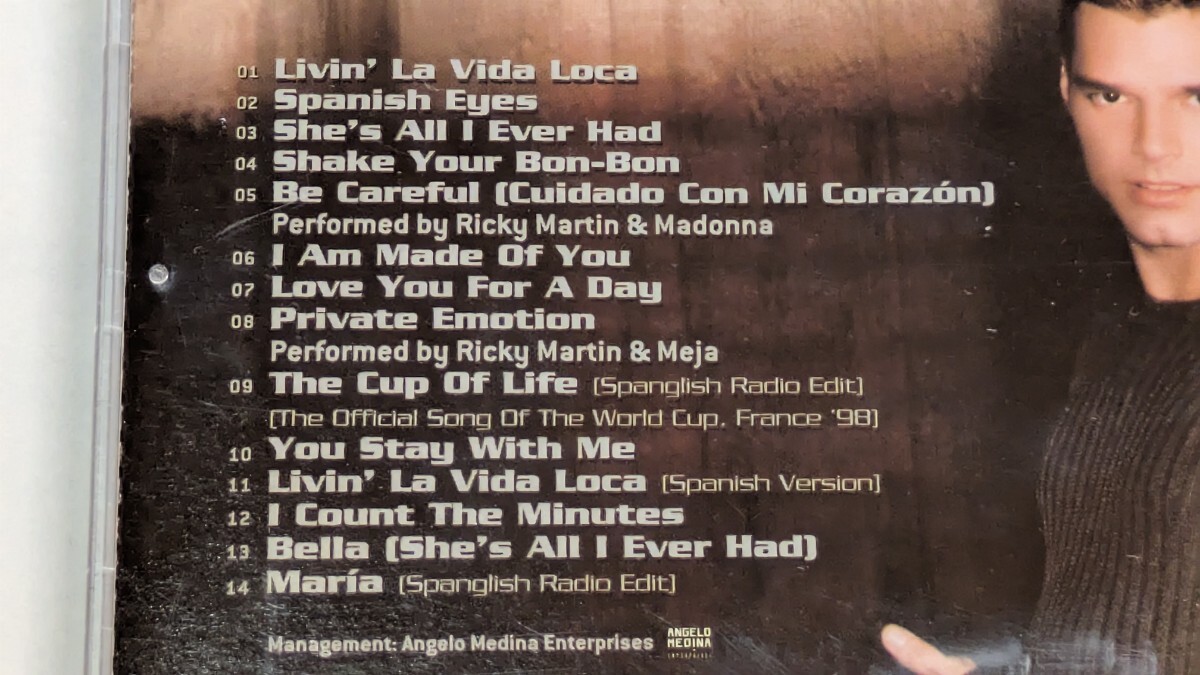 01 Livin' La Vida Loca
02 Spanish Eyes
03 She's All I Ever Had
04 Shake Your Bon-Bon
05 Be Careful (Cuidado Con Mi Corazón)
Performed by Ricky Martin & Madonna
06 I Am Made Of You
07 Love You For A Day
08 Private Emotion
Performed by Ricky Martin & Meja
09 The Cup Of Life [Spanglish Radio Edit]
[The Official Song Of The World Cup, France '98]
10 You Stay With Me
11 Livin' La Vida Loca [Spanish Version]
12 I Count The Minutes
13 Bella (She's All I Ever Had)
14 María [Spanglish Radio Edit]
Management: Angelo Medina Enterprises
ANGELO
MEDINA